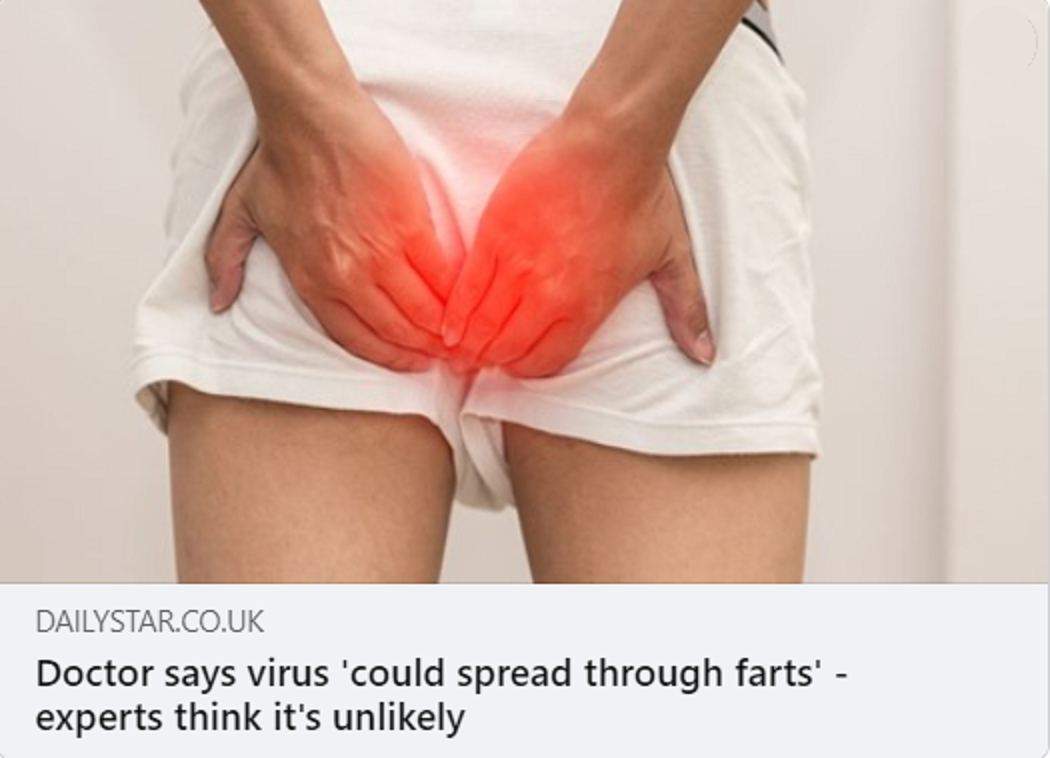 DAILYSTAR.CO.UK
Doctor says virus 'could spread through farts' -
experts think it's unlikely